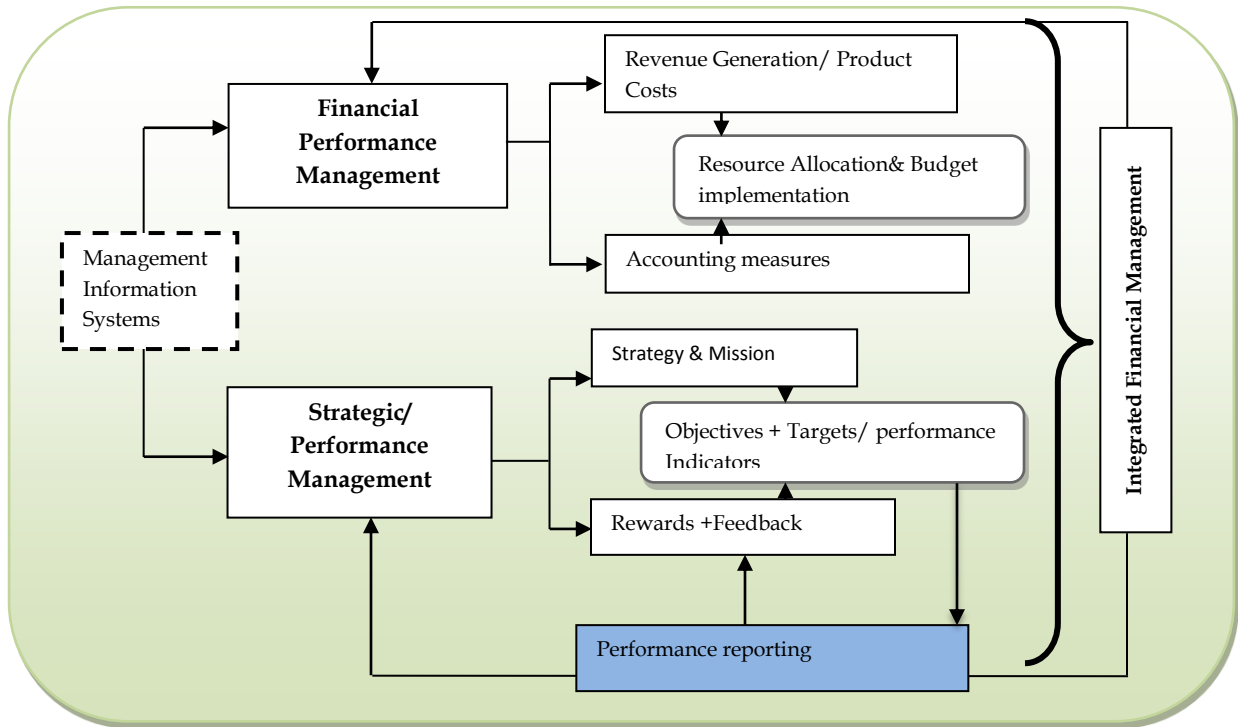 Revenue Generation/ Product
Costs
Financial
Performance
Management
Resource Allocation& Budget
implementation
Management
Information
Systems
Accounting measures
Integrated Financial Management
Strategy & Mission
Strategic/
Performance
Management
Objectives + Targets/ performance
Indicators
Rewards +Feedback
Performance reporting